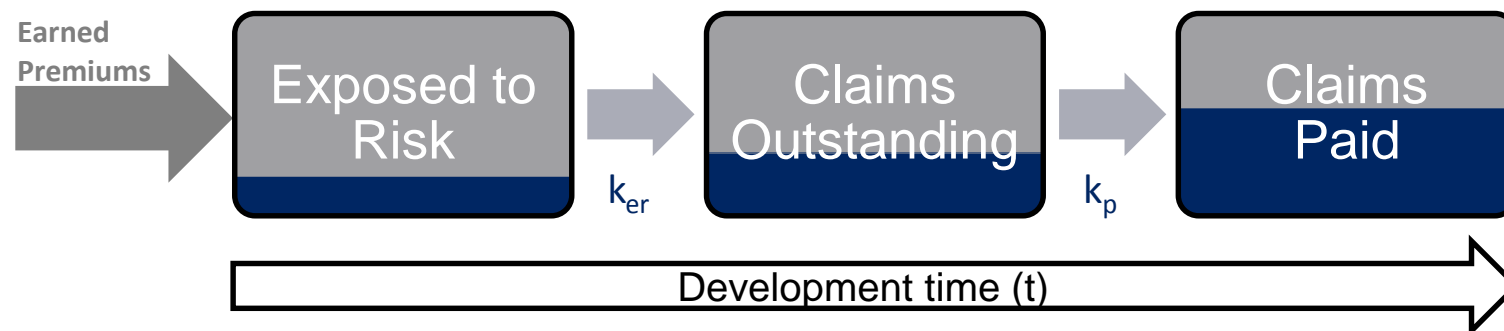 Earned
Premiums
Exposed to
Risk
k_er
Claims
Outstanding
k_p
Claims
Paid
Development time (t)